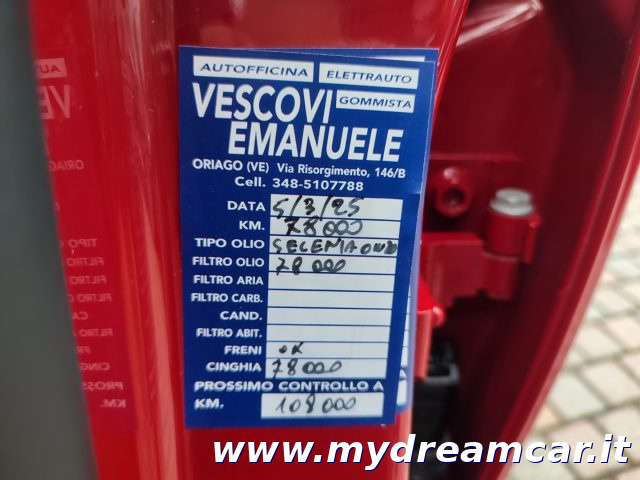 AUTOFFICINA ELETTRAUTO
VESCOVI GOMMISTA
EMANUELE
ORIAGO (VE) Via Risorgimento, 146/B
Cell. 348-5107788
DATA 5/3/25
KM. 78000
TIPO OLIO SELENIA
FILTRO OLIO 78000
FILTRO ARIA
FILTRO CARB.
CAND.
FILTRO ABIT.
FRENI OK
CINGHIA 78000
PROSSIMO CONTROLLO A
KM. 108000
www.mydreamcar.it